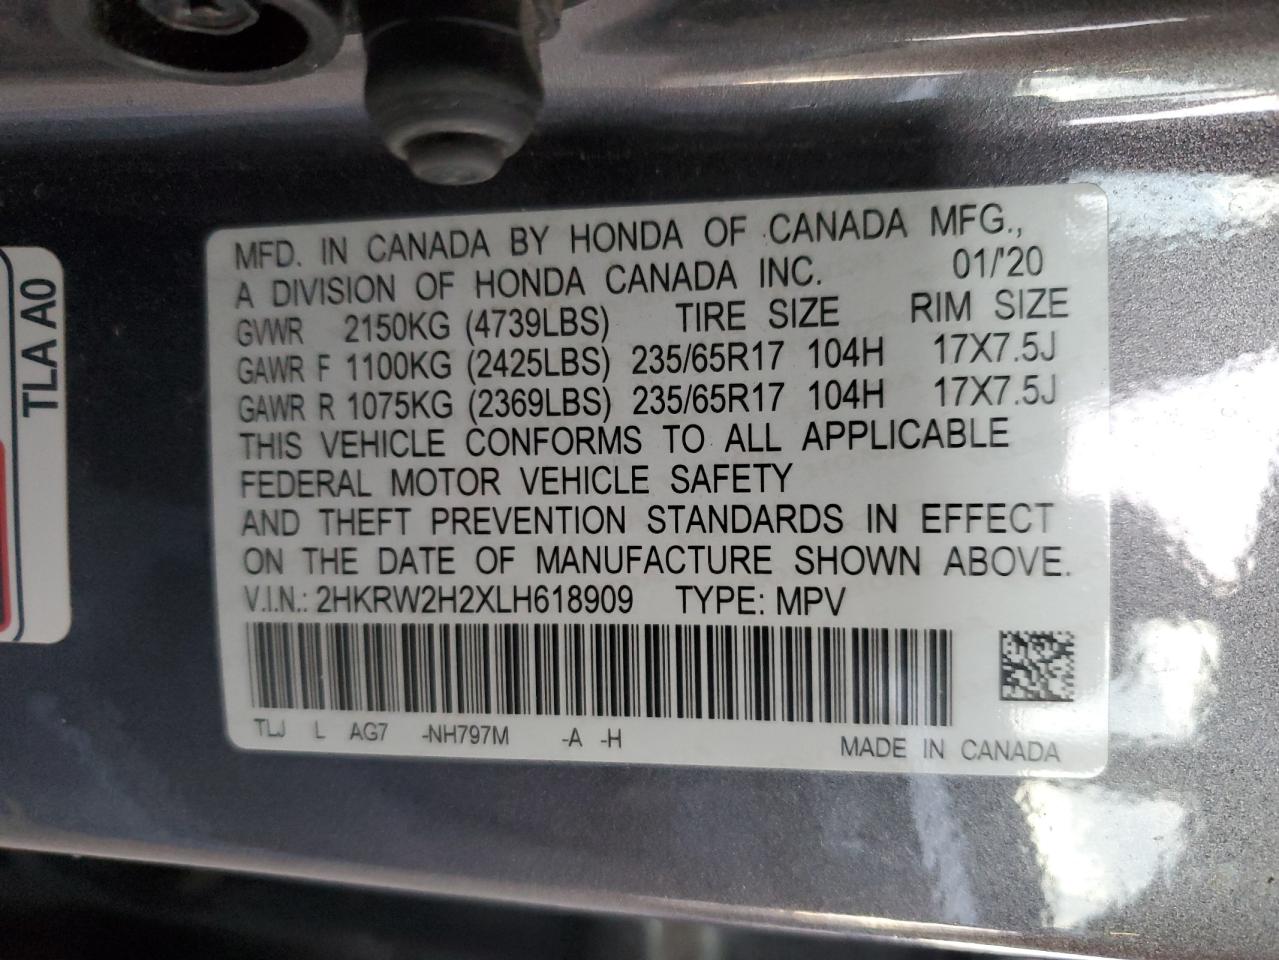 MFD. IN CANADA BY HONDA OF CANADA MFG.,
A DIVISION OF HONDA CANADA INC. 01/'20
GVWR 2150KG (4739LBS) TIRE SIZE RIM SIZE
GAWR F 1100KG (2425LBS) 235/65R17 104H 17X7.5J
GAWR R 1075KG (2369LBS) 235/65R17 104H 17X7.5J
THIS VEHICLE CONFORMS TO ALL APPLICABLE
FEDERAL MOTOR VEHICLE SAFETY
AND THEFT PREVENTION STANDARDS IN EFFECT
ON THE DATE OF MANUFACTURE SHOWN ABOVE.
V.I.N.: 2HKRW2H2XLH618909 TYPE: MPV
TLJ L AG7 -NH797M -A -H MADE IN CANADA
TLA A0